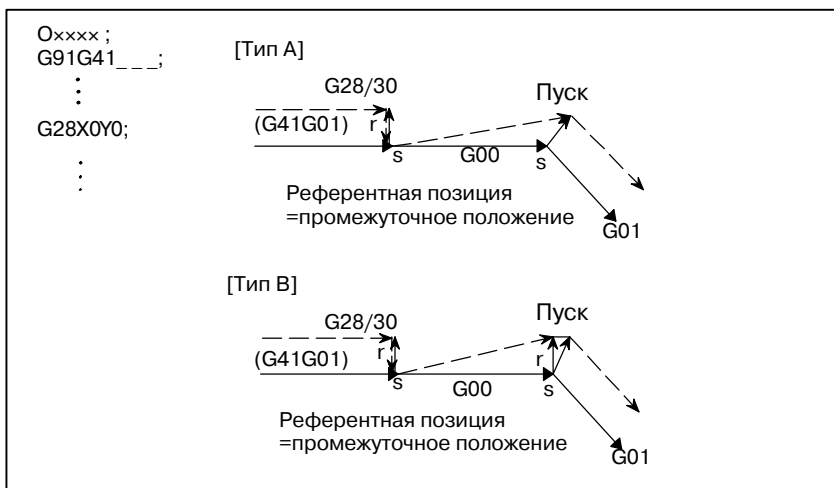 O×××× ;
G91G41_ _ _;
G28X0Y0;
[Тип A]
G28/30
Пуск
(G41G01)
r
s
G00
s
Референтная позиция
=промежуточное положение
G01
[Тип B]
Пуск
G28/30
(G41G01)
r
r
s
G00
s
Референтная позиция
=промежуточное положение
G01